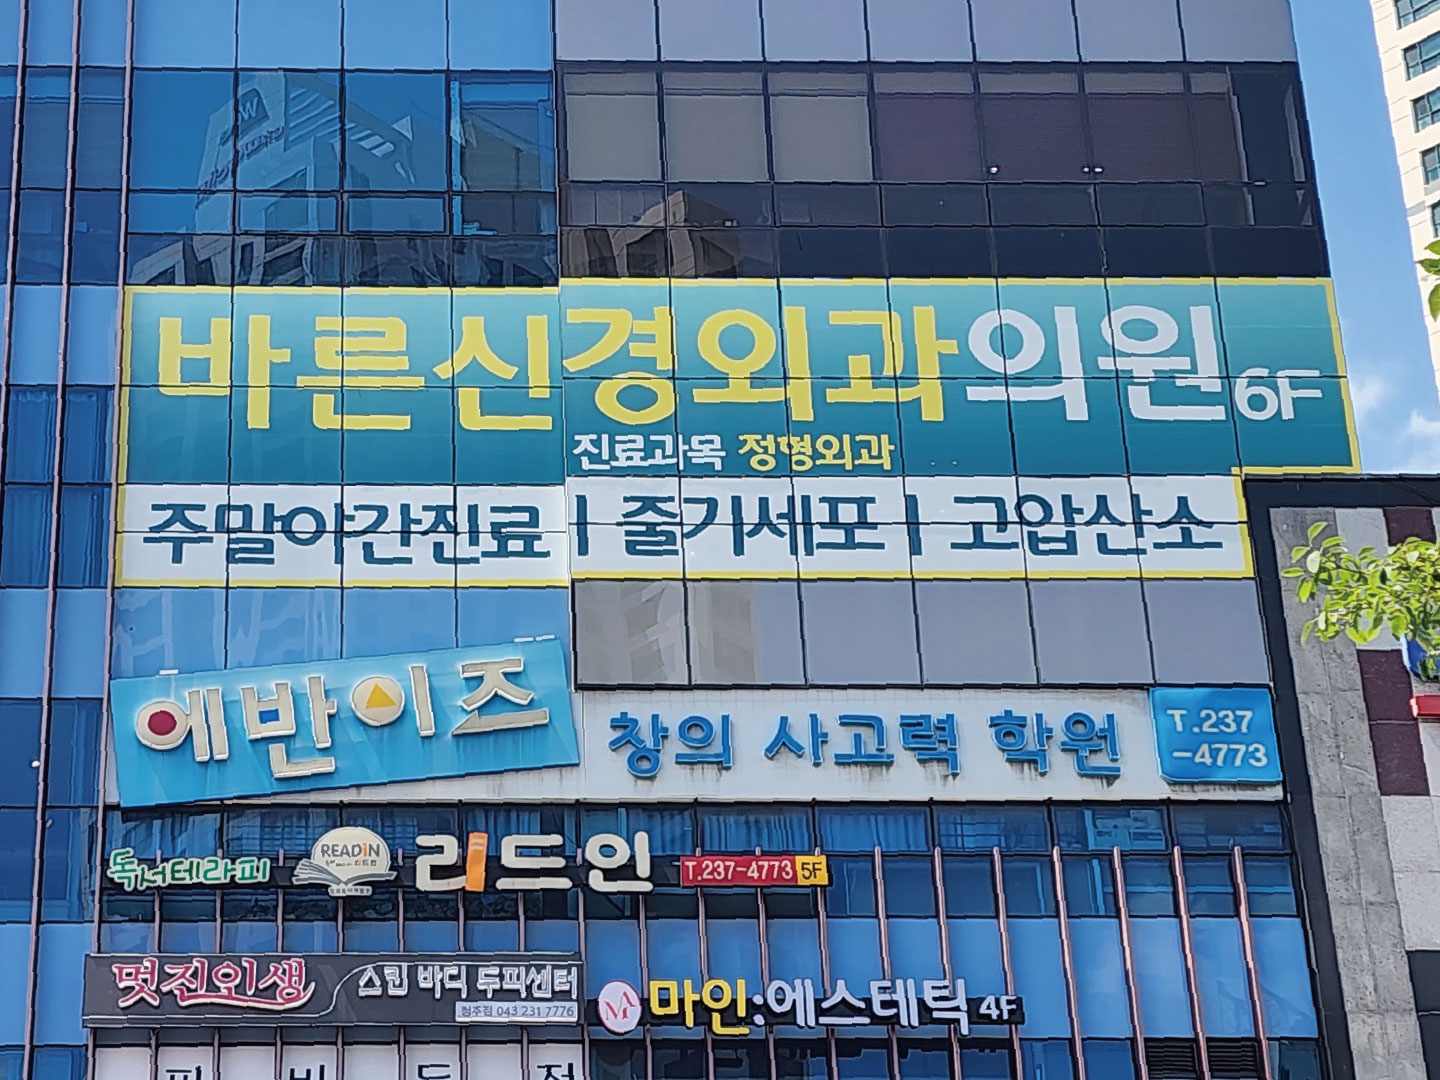 바른신경외과의원 6F
진료과목 정형외과
주말야간진료 | 줄기세포 | 고압산소
에반이즈
창의 사고력 학원
T.237
-4773
독서테라피
READiN
리드인
T.237-4773 5F
멋진인생
스킨 바디 두피센터
청주점 043 231 7776
마인:에스테틱 4F